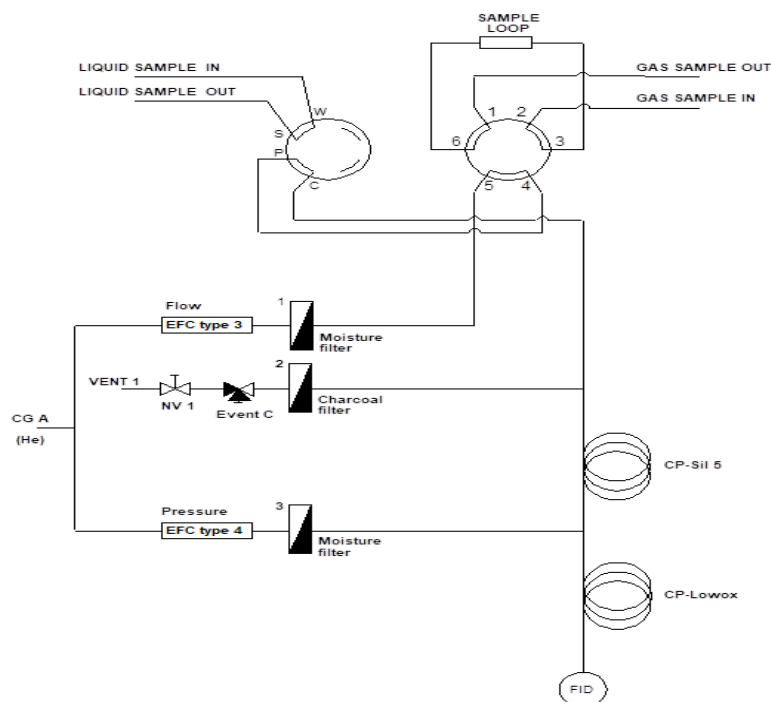 SAMPLE
LOOP
LIQUID SAMPLE IN
GAS SAMPLE OUT
LIQUID SAMPLE OUT
GAS SAMPLE IN
W
S
P
C
1
2
6
3
5
4
Flow
1
EFC type 3
Moisture
filter
2
VENT 1
NV 1
Event C
Charcoal
filter
CG A
(He)
CP-Sil 5
Pressure
3
EFC type 4
Moisture
filter
CP-Lowox
FID